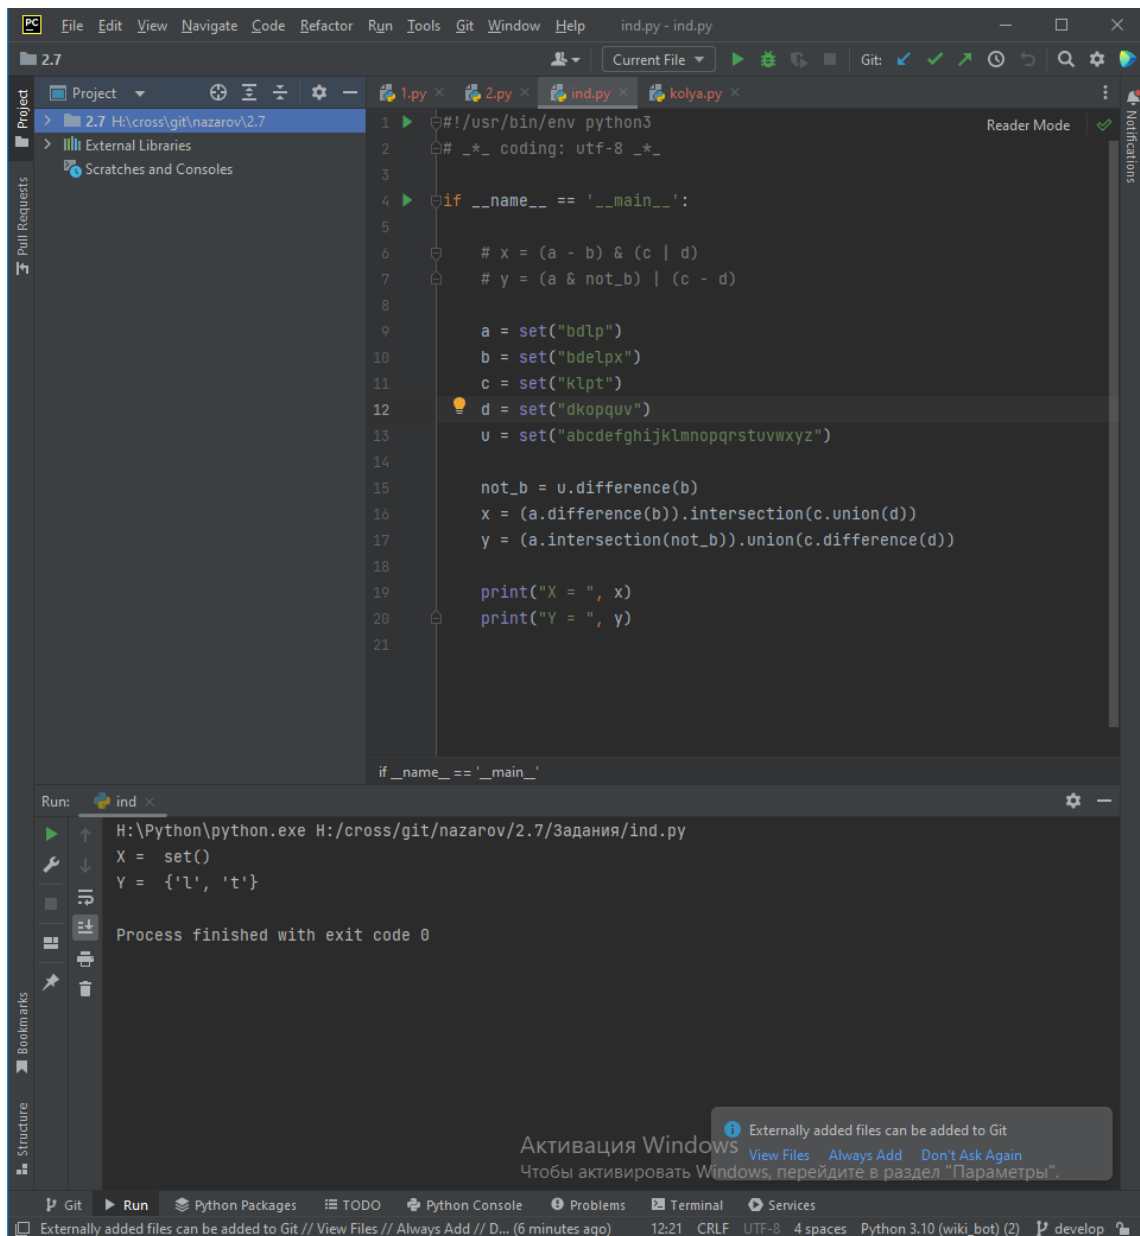 PC File Edit View Navigate Code Refactor Run Tools Git Window Help ind.py - ind.py
2.7 Current File Git:
Project 1.py 2.py ind.py kolya.py
2.7 H:\cross\git\nazarov\2.7
External Libraries
Scratches and Consoles
Project
Pull Requests
Reader Mode
Notifications
1 #!/usr/bin/env python3
2 # _*_ coding: utf-8 _*_
3
4 if __name__ == '__main__':
5
6 # x = (a - b) & (c | d)
7 # y = (a & not_b) | (c - d)
8
9 a = set("bdlp")
10 b = set("bdelpx")
11 c = set("klpt")
12 d = set("dkopquv")
13 u = set("abcdefghijklmnopqrstuvwxyz")
14
15 not_b = u.difference(b)
16 x = (a.difference(b)).intersection(c.union(d))
17 y = (a.intersection(not_b)).union(c.difference(d))
18
19 print("X = ", x)
20 print("Y = ", y)
21
if __name__ == '__main__'
Run: ind
H:\Python\python.exe H:/cross/git/nazarov/2.7/Задания/ind.py
X =  set()
Y =  {'l', 't'}
Process finished with exit code 0
Bookmarks
Structure
Externally added files can be added to Git
View Files Always Add Don't Ask Again
Активация Windows
Чтобы активировать Windows, перейдите в раздел "Параметры".
Git Run Python Packages TODO Python Console Problems Terminal Services
Externally added files can be added to Git // View Files // Always Add // D... (6 minutes ago) 12:21 CRLF UTF-8 4 spaces Python 3.10 (wiki_bot) (2) develop